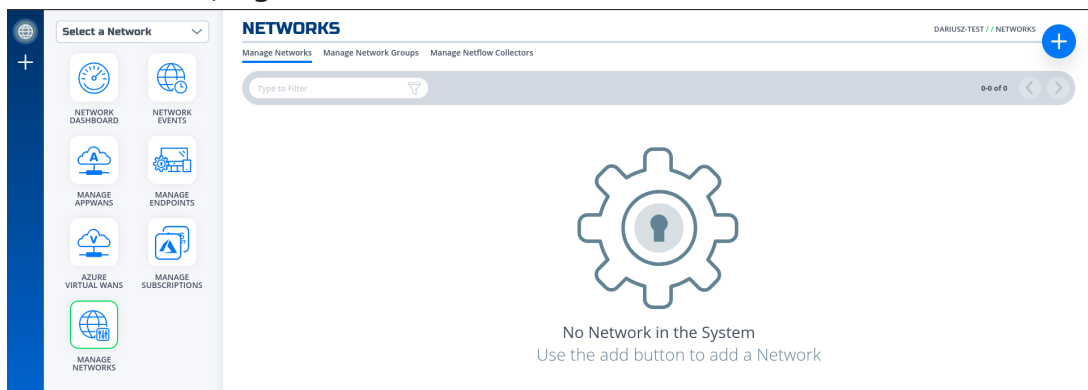 Select a Network
NETWORK
DASHBOARD
NETWORK
EVENTS
A
MANAGE
APPWANS
MANAGE
ENDPOINTS
V
AZURE
VIRTUAL WANS
MANAGE
SUBSCRIPTIONS
MANAGE
NETWORKS
NETWORKS
DARIUSZ-TEST // NETWORKS
Manage Networks Manage Network Groups Manage Netflow Collectors
Type to Filter
0-0 of 0
No Network in the System
Use the add button to add a Network